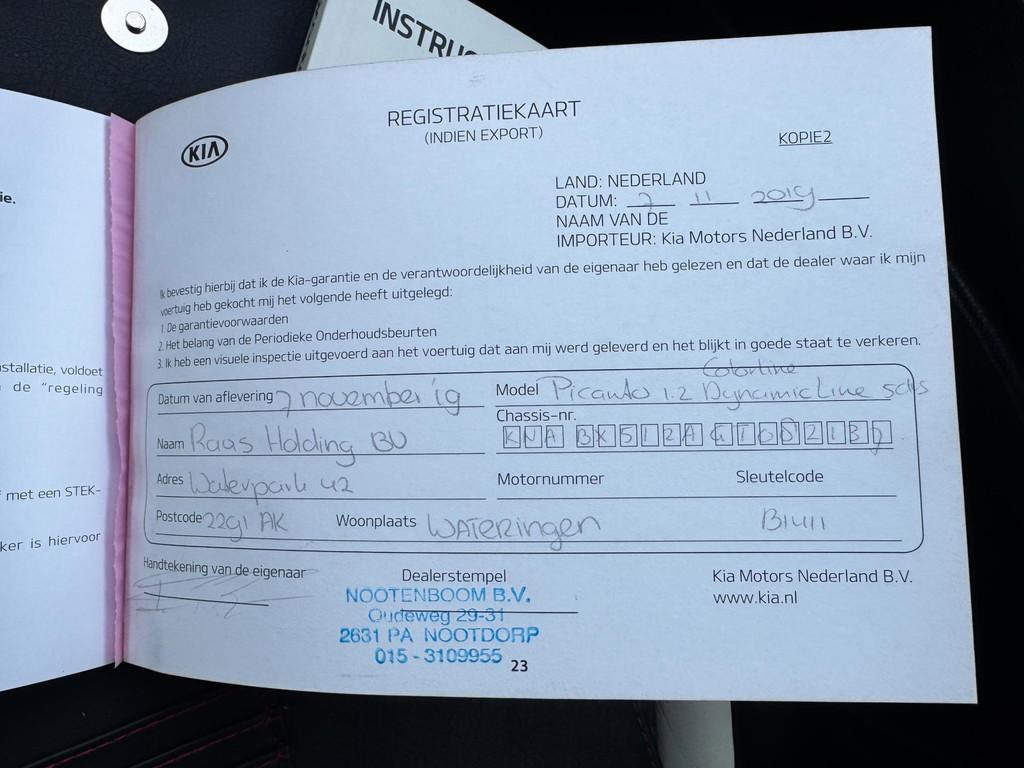 INSTRUC
ie.
stallatie, voldoet
de "regeling
met een STEK-
ker is hiervoor
REGISTRATIEKAART
(INDIEN EXPORT)
KIA
KOPIE2
LAND: NEDERLAND
DATUM: 7 11 2019
NAAM VAN DE
IMPORTEUR: Kia Motors Nederland B.V.
Ik bevestig hierbij dat ik de Kia-garantie en de verantwoordelijkheid van de eigenaar heb gelezen en dat de dealer waar ik mijn
voertuig heb gekocht mij het volgende heeft uitgelegd:
1. De garantievoorwaarden
2. Het belang van de Periodieke Onderhoudsbeurten
3. Ik heb een visuele inspectie uitgevoerd aan het voertuig dat aan mij werd geleverd en het blijkt in goede staat te verkeren.
Colorline
Datum van aflevering 7 november 19 Model Picanto 1.2 DynamicLine 5drs
Naam Raas Holding BV Chassis-nr.
KNA BX512A
Adres Waterpark 42 Motornummer Sleutelcode
Postcode 2291 AK Woonplaats WATERINGEN B1411
Handtekening van de eigenaar Dealerstempel Kia Motors Nederland B.V.
www.kia.nl
NOOTENBOOM B.V.
Oudeweg 29-31
2631 PA NOOTDORP
015 - 3109955
23